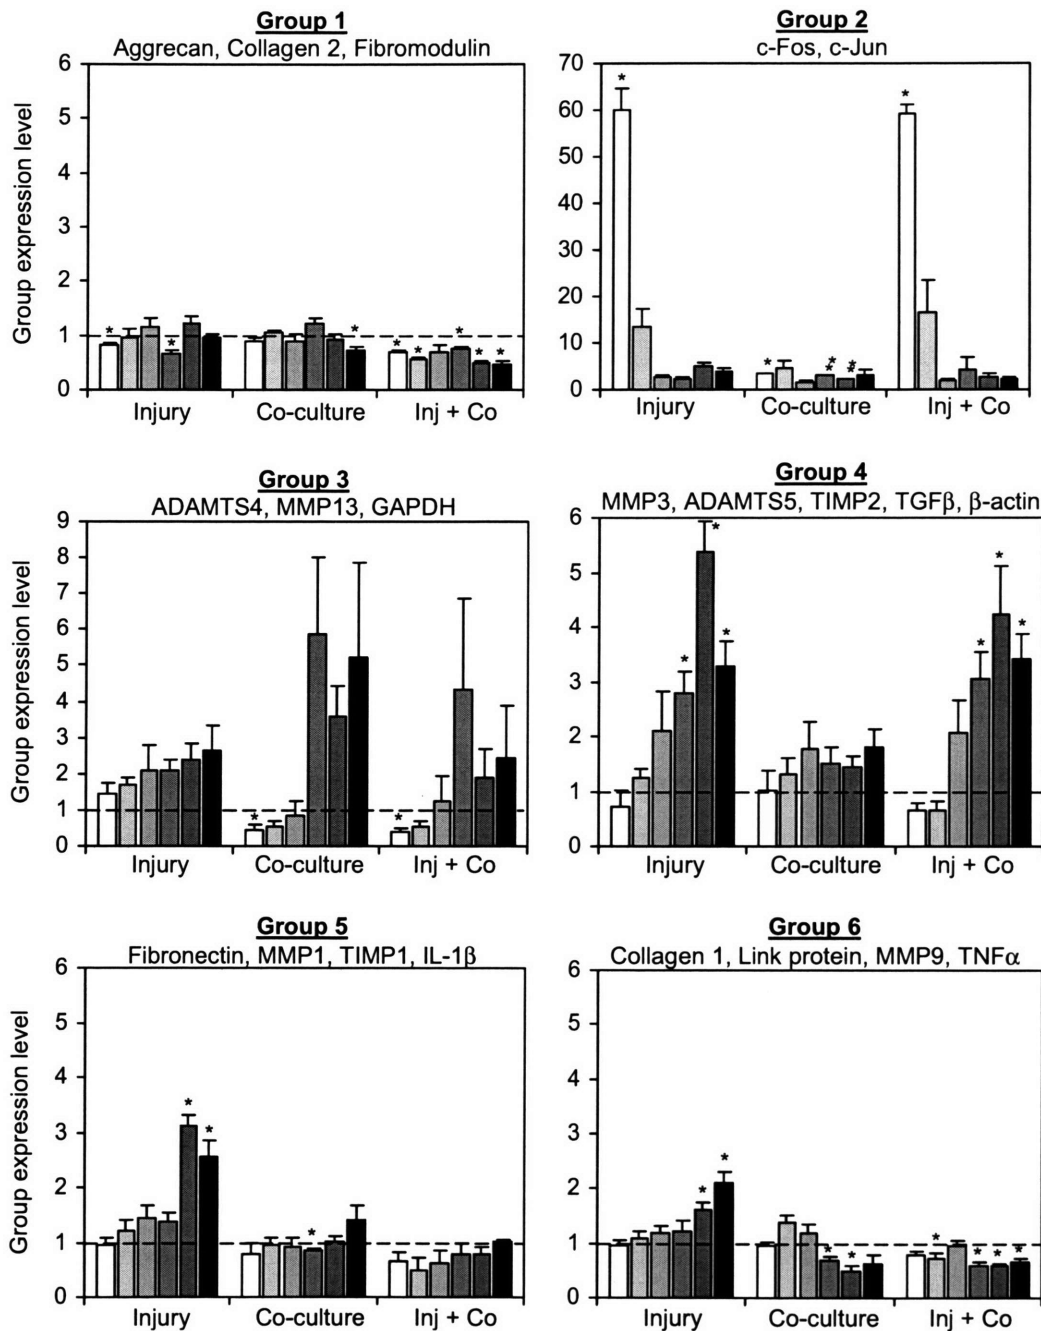 Group 1
Aggrecan, Collagen 2, Fibromodulin
Group expression level
6
5
4
3
2
1
0
*
*
*
*
*
*
*
*
Injury
Co-culture
Inj + Co
Group 2
c-Fos, c-Jun
70
60
50
40
30
20
10
0
*
*
*
*
*
*
#
Injury
Co-culture
Inj + Co
Group 3
ADAMTS4, MMP13, GAPDH
Group expression level
9
8
7
6
5
4
3
2
1
0
*
*
Injury
Co-culture
Inj + Co
Group 4
MMP3, ADAMTS5, TIMP2, TGFβ, β-actin
6
5
4
3
2
1
0
*
*
*
*
*
*
Injury
Co-culture
Inj + Co
Group 5
Fibronectin, MMP1, TIMP1, IL-1β
Group expression level
6
5
4
3
2
1
0
*
*
*
Injury
Co-culture
Inj + Co
Group 6
Collagen 1, Link protein, MMP9, TNFα
6
5
4
3
2
1
0
*
*
*
*
*
*
*
*
Injury
Co-culture
Inj + Co